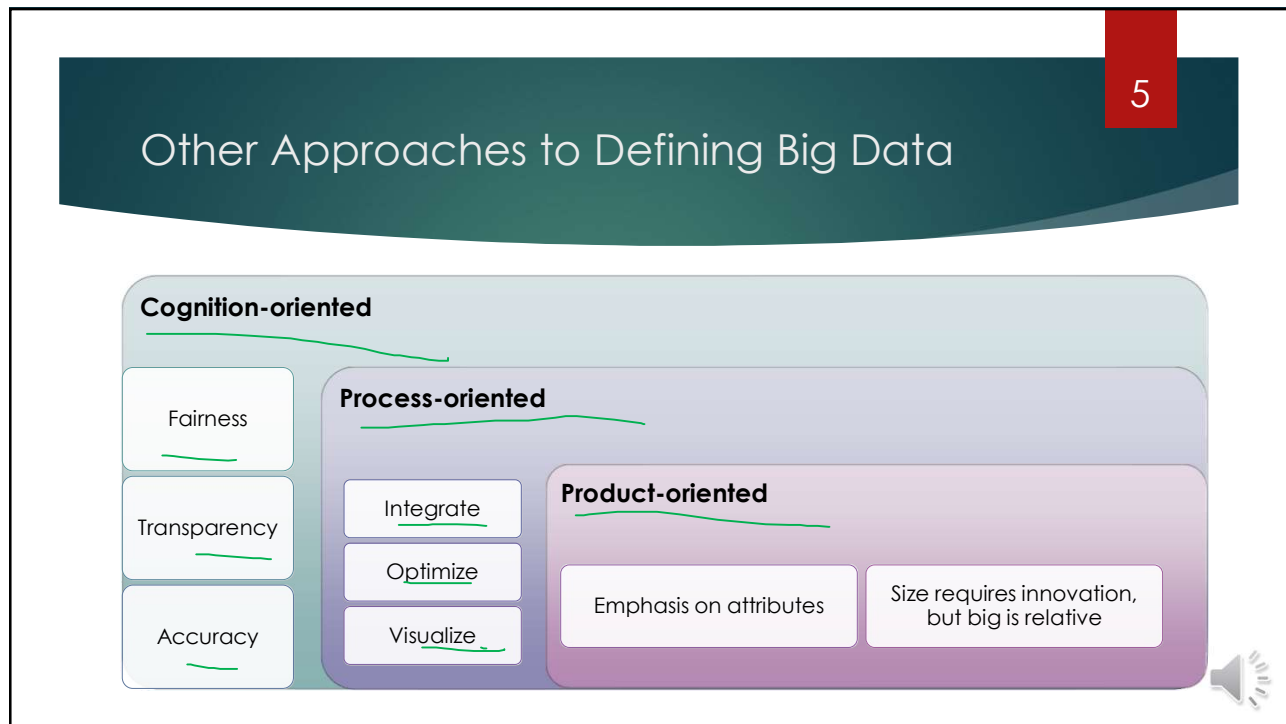 5
Other Approaches to Defining Big Data
Cognition-oriented
Fairness
Transparency
Accuracy
Process-oriented
Integrate
Optimize
Visualize
Product-oriented
Emphasis on attributes
Size requires innovation,
but big is relative